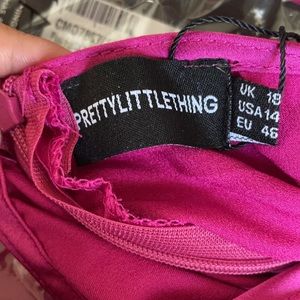 PRETTYLITTLETHING
UK 18
USA 14
EU 46